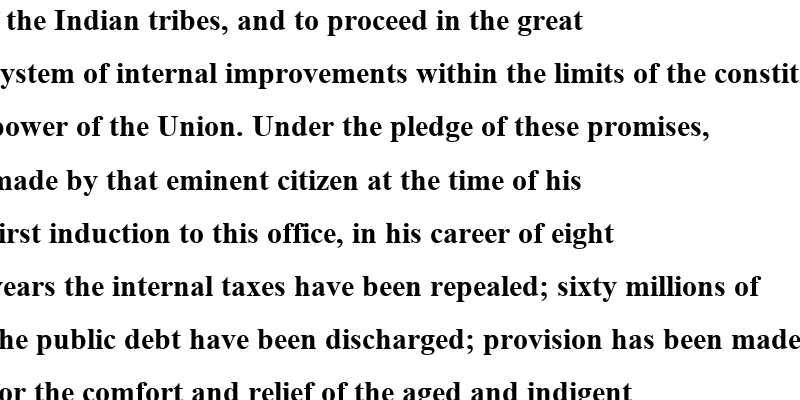 the Indian tribes, and to proceed in the great
ystem of internal improvements within the limits of the constit
power of the Union. Under the pledge of these promises,
made by that eminent citizen at the time of his
irst induction to this office, in his career of eight
years the internal taxes have been repealed; sixty millions of
he public debt have been discharged; provision has been made
or the comfort and relief of the aged and indigent